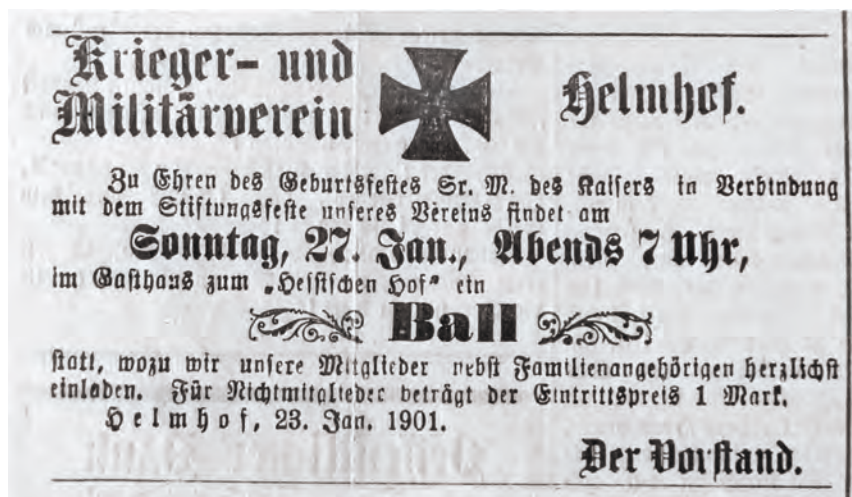 Krieger- und
Militärverein
Helmhof.
Zu Ehren des Geburtsfestes Sr. M. des Kaisers in Verbindung
mit dem Stiftungsfeste unseres Vereins findet am
Sonntag, 27. Jan., Abends 7 Uhr,
im Gasthaus zum „Hessischen Hof“ ein
Ball
statt, wozu wir unsere Mitglieder nebst Familienangehörigen herzlichst
einladen. Für Nichtmitglieder beträgt der Eintrittspreis 1 Mark.
Helmhof, 23. Jan. 1901.
Der Vorstand.